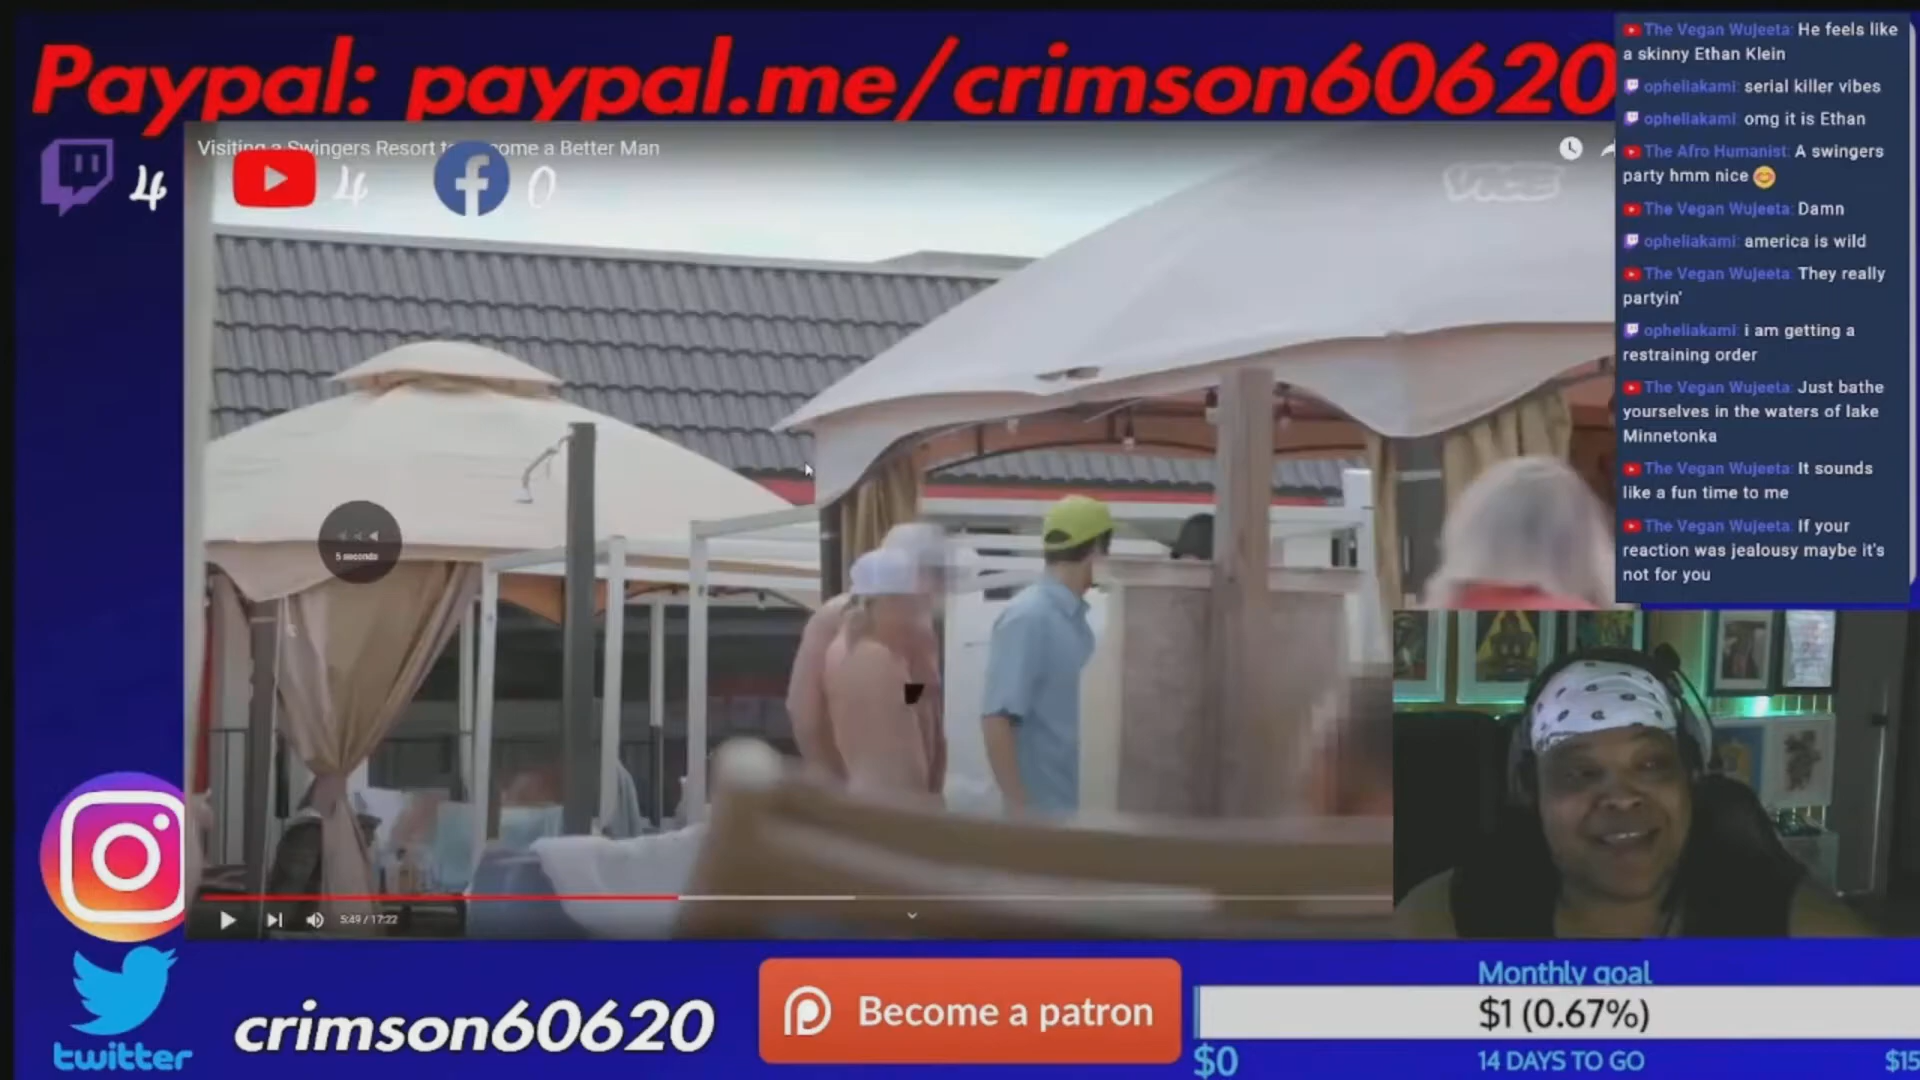 Paypal: paypal.me/crimson60620
4
4
0
Visiting a Swingers Resort to Become a Better Man
VICE
5 seconds
5:49 / 17:22
The Vegan Wujeeta: He feels like
a skinny Ethan Klein
opheliakami: serial killer vibes
opheliakami: omg it is Ethan
The Afro Humanist: A swingers
party hmm nice 😊
The Vegan Wujeeta: Damn
opheliakami: america is wild
The Vegan Wujeeta: They really
partyin'
opheliakami: i am getting a
restraining order
The Vegan Wujeeta: Just bathe
yourselves in the waters of lake
Minnetonka
The Vegan Wujeeta: It sounds
like a fun time to me
The Vegan Wujeeta: If your
reaction was jealousy maybe it's
not for you
twitter
crimson60620
Become a patron
Monthly goal
$1 (0.67%)
$0
14 DAYS TO GO
$15